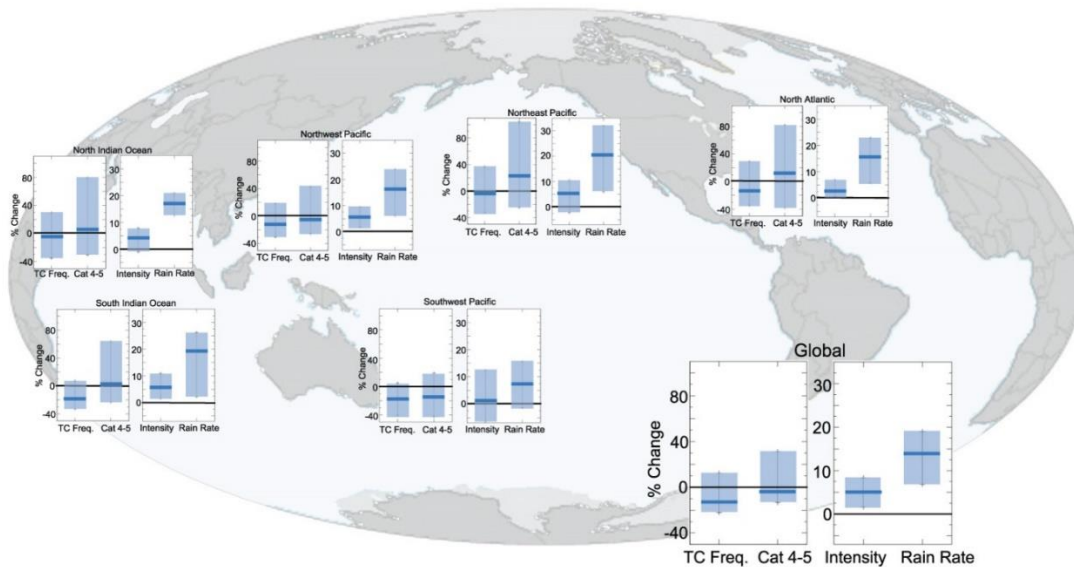 North Indian Ocean
% Change
80
40
0
-40
30
20
10
0
TC Freq. Cat 4-5
Intensity Rain Rate
Northwest Pacific
% Change
80
40
0
-40
30
20
10
0
TC Freq. Cat 4-5
Intensity Rain Rate
Northeast Pacific
% Change
80
40
0
-40
30
20
10
0
TC Freq. Cat 4-5
Intensity Rain Rate
North Atlantic
% Change
80
40
0
-40
30
20
10
0
TC Freq. Cat 4-5
Intensity Rain Rate
South Indian Ocean
% Change
80
40
0
-40
30
20
10
0
TC Freq. Cat 4-5
Intensity Rain Rate
Southwest Pacific
% Change
80
40
0
-40
30
20
10
0
TC Freq. Cat 4-5
Intensity Rain Rate
Global
% Change
80
40
0
-40
30
20
10
0
TC Freq. Cat 4-5
Intensity Rain Rate